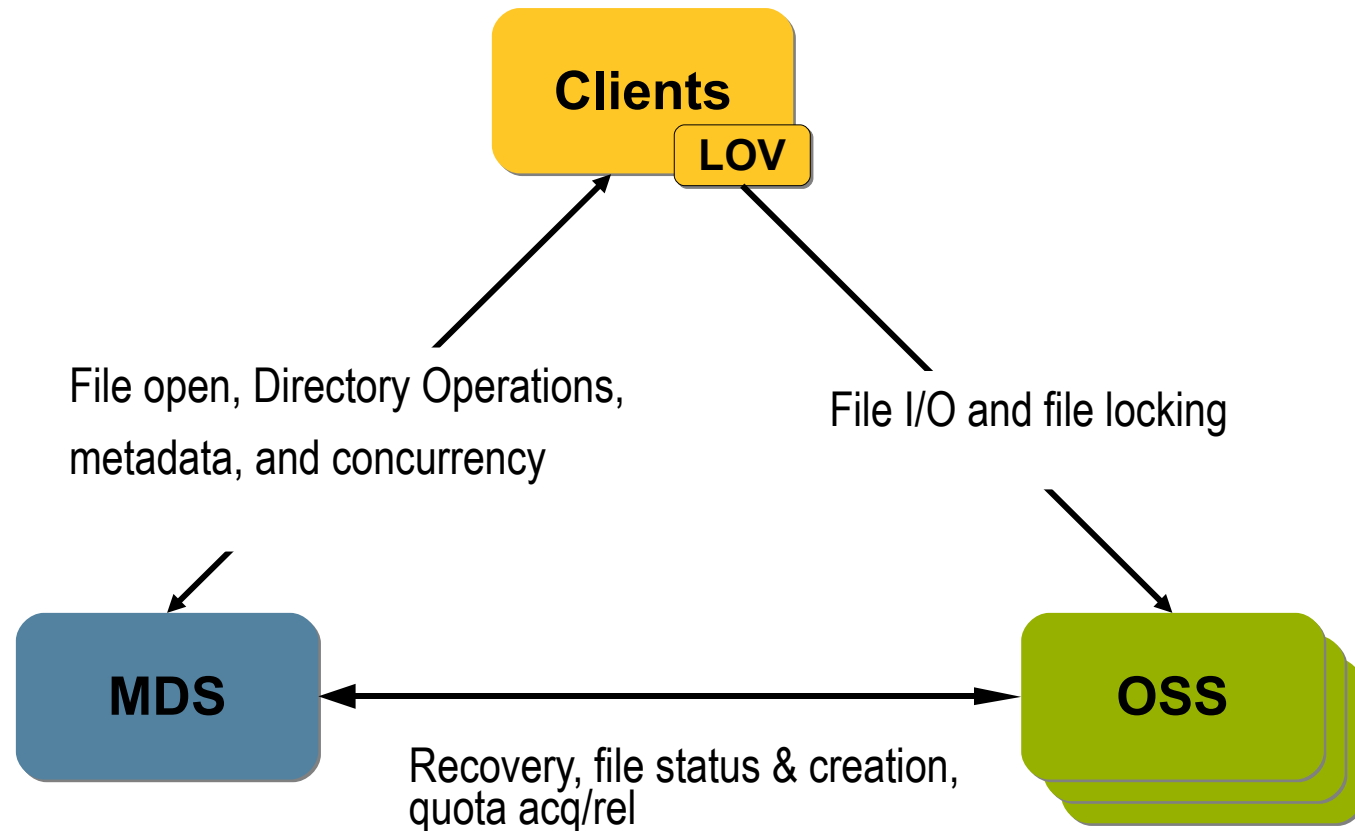 Clients
LOV
File open, Directory Operations,
metadata, and concurrency
File I/O and file locking
MDS
OSS
Recovery, file status & creation,
quota acq/rel